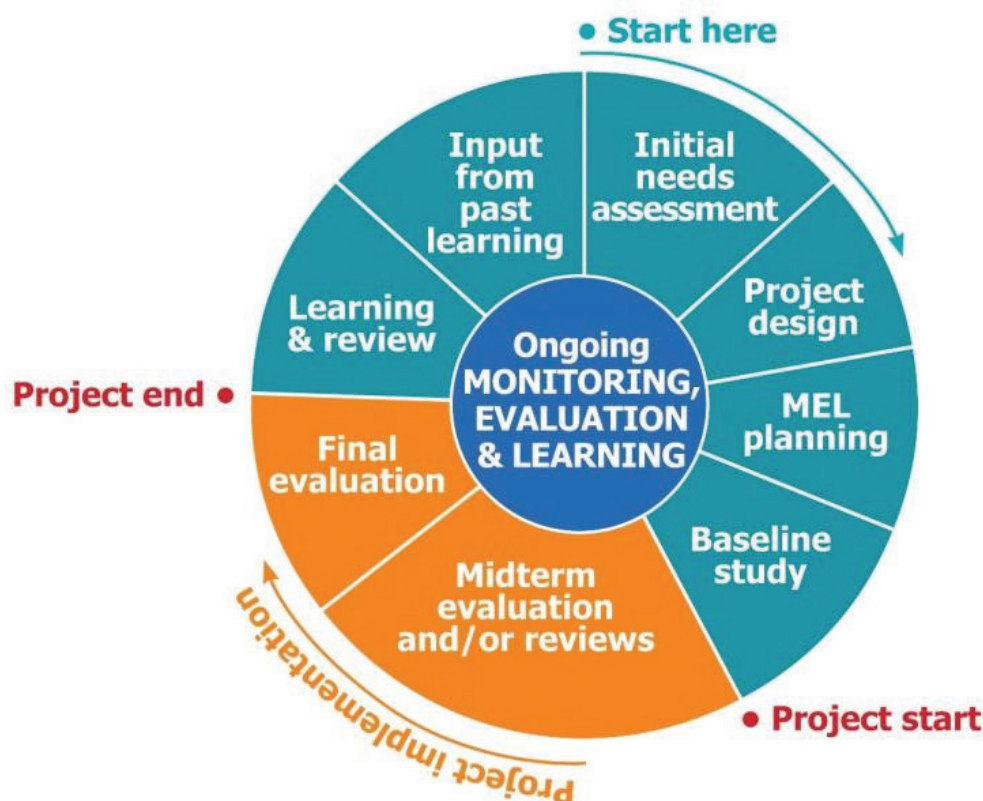 • Start here
Initial
needs
assessment
Project
design
MEL
planning
Baseline
study
• Project start
Midterm
evaluation
and/or reviews
Project implementation
Final
evaluation
Project end •
Learning
& review
Input
from
past
learning
Ongoing
MONITORING,
EVALUATION
& LEARNING